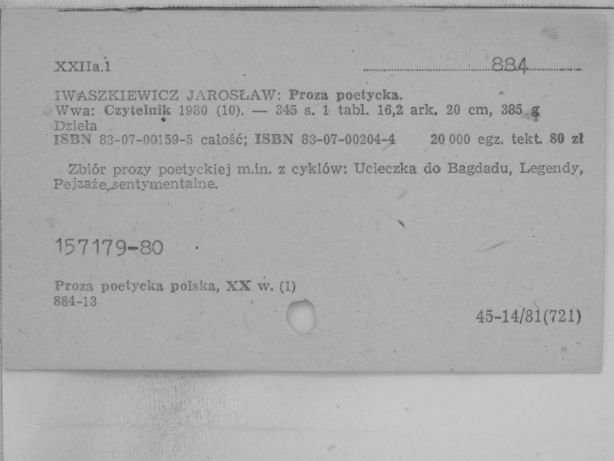 XXIIa.1
884
IWASZKIEWICZ JAROSŁAW: Proza poetycka.
Wwa: Czytelnik 1980 (10). — 345 s. 1 tabl. 16,2 ark. 20 cm, 385 g
Dzieła
ISBN 83-07-00159-5 całość; ISBN 83-07-00204-4 20 000 egz. tekt. 80 zł
Zbiór prozy poetyckiej m.in. z cyklów: Ucieczka do Bagdadu, Legendy,
Pejzaże sentymentalne.
157179-80
Proza poetycka polska, XX w. (1)
884-13
45-14/81(721)